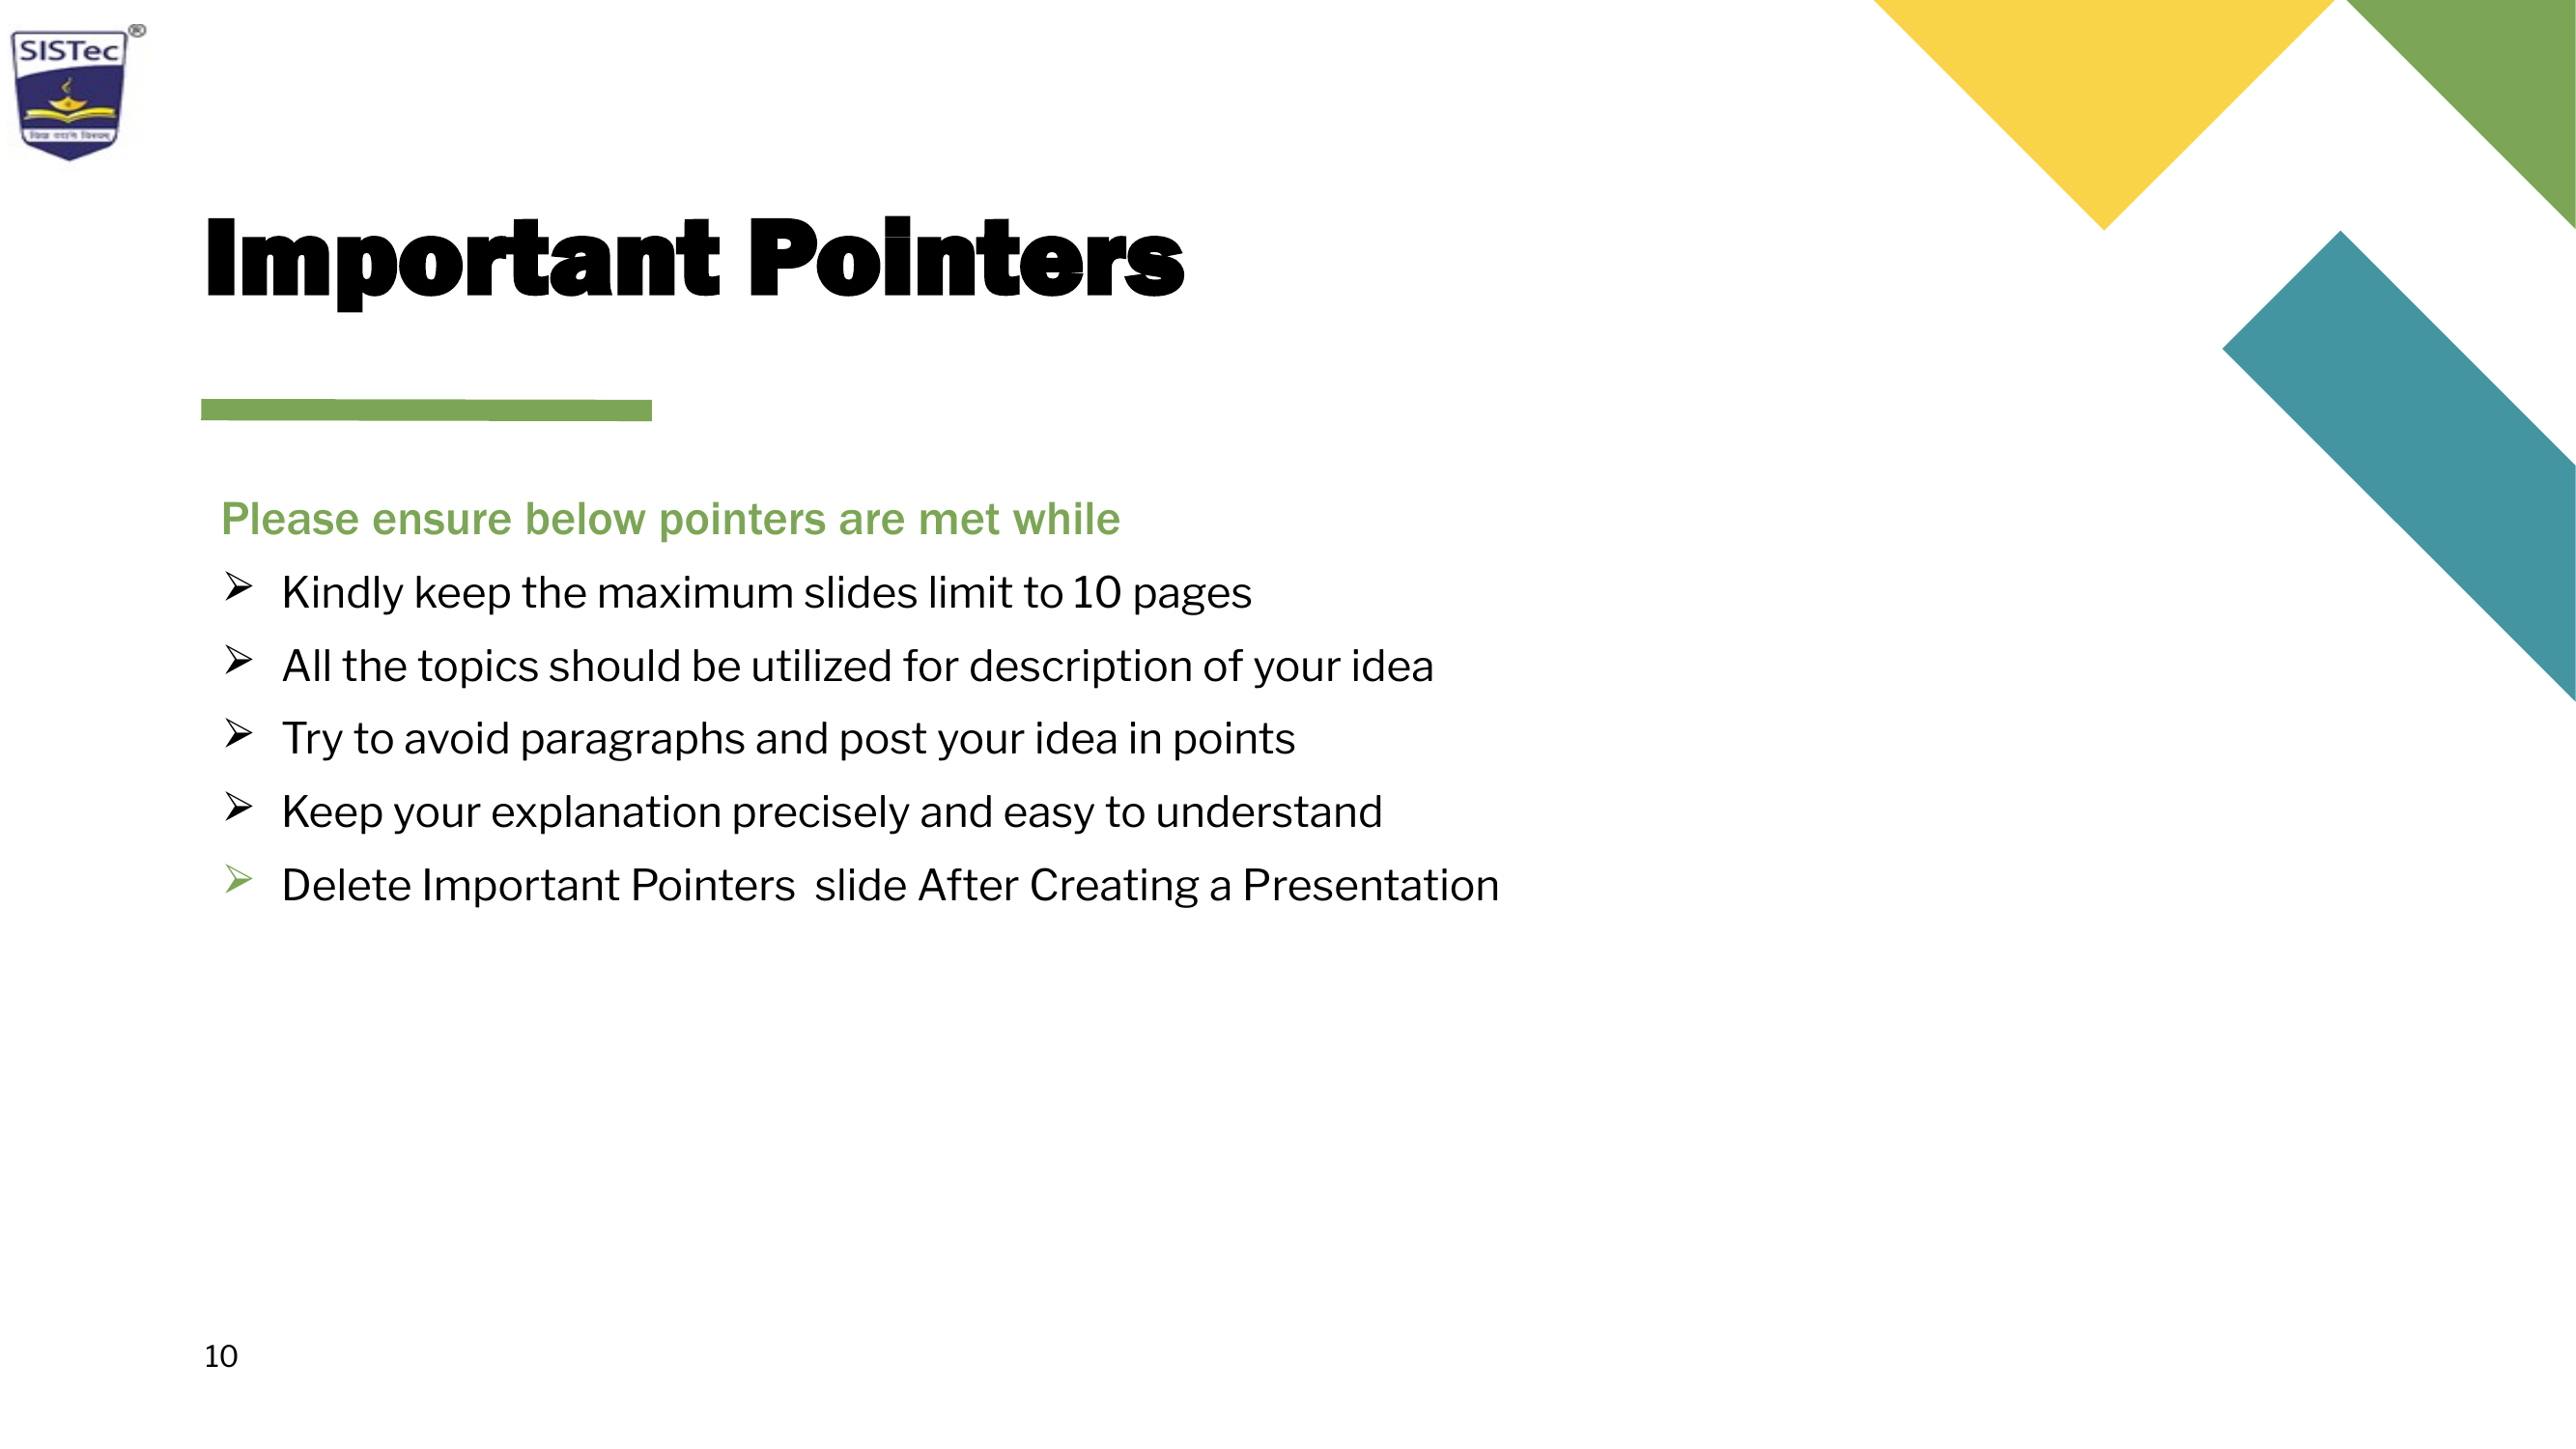 SISTec ®
Important Pointers
Please ensure below pointers are met while
➢ Kindly keep the maximum slides limit to 10 pages
➢ All the topics should be utilized for description of your idea
➢ Try to avoid paragraphs and post your idea in points
➢ Keep your explanation precisely and easy to understand
➢ Delete Important Pointers  slide After Creating a Presentation
10